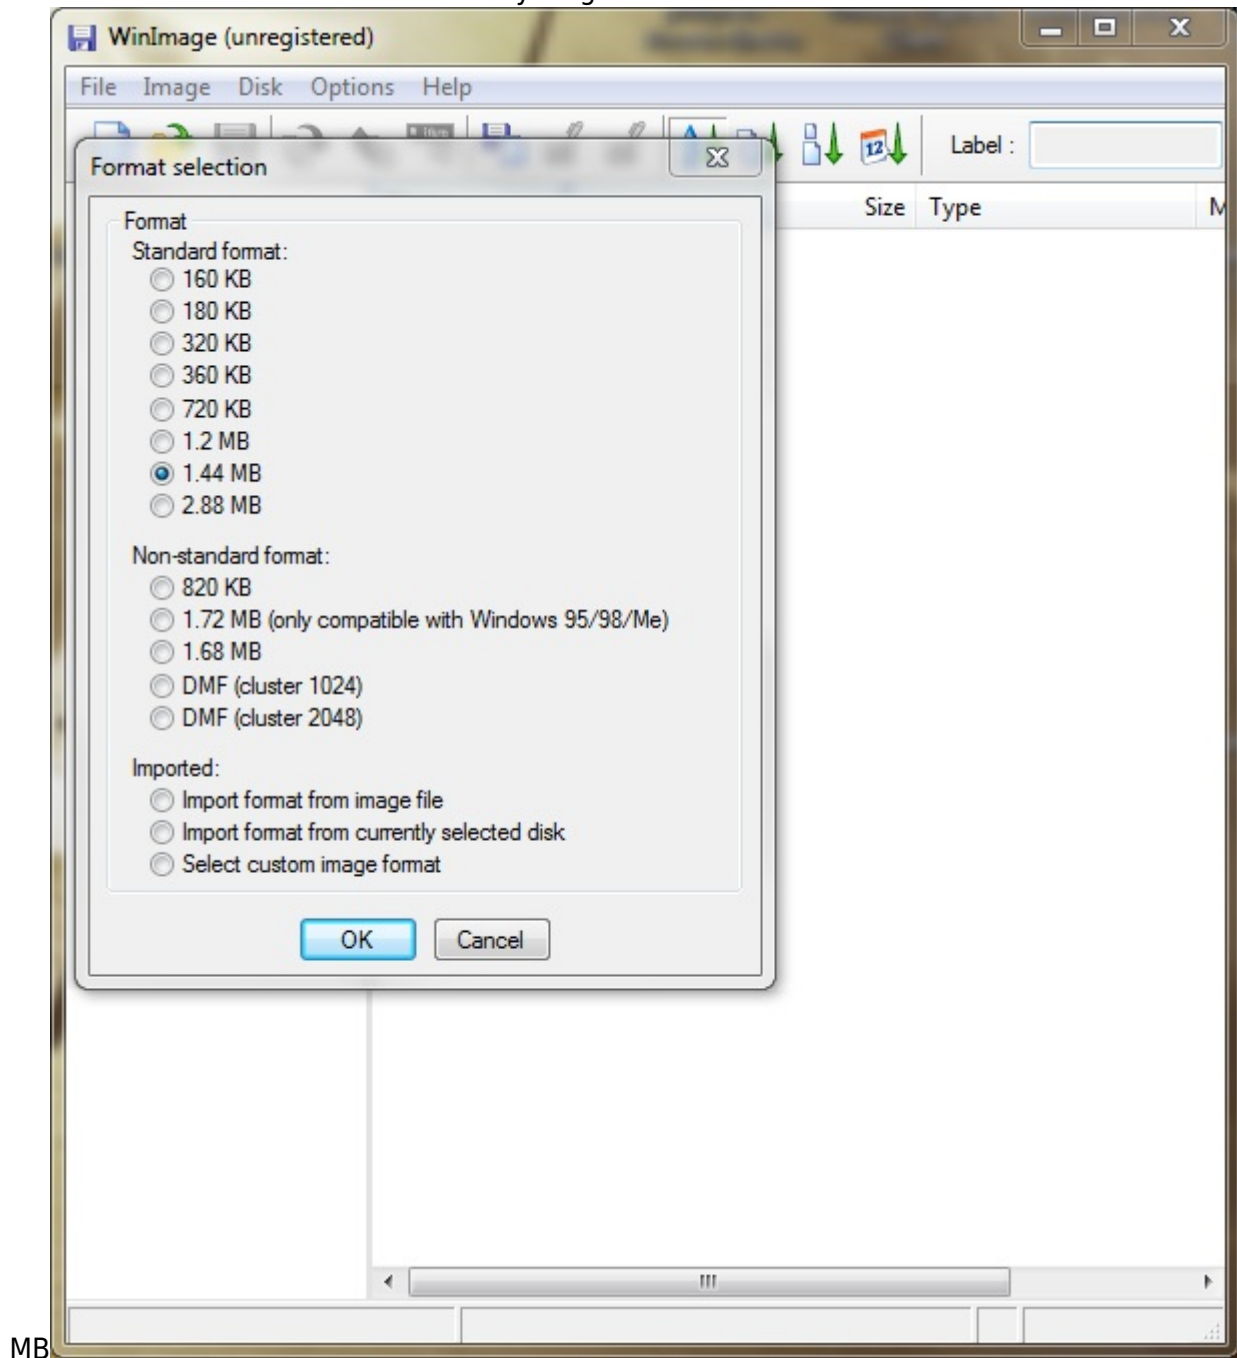 WinImage (unregistered)
File Image Disk Options Help
Label :
Format selection
Size Type M
Format
Standard format:
160 KB
180 KB
320 KB
360 KB
720 KB
1.2 MB
1.44 MB
2.88 MB
Non-standard format:
820 KB
1.72 MB (only compatible with Windows 95/98/Me)
1.68 MB
DMF (cluster 1024)
DMF (cluster 2048)
Imported:
Import format from image file
Import format from currently selected disk
Select custom image format
OK Cancel
MB